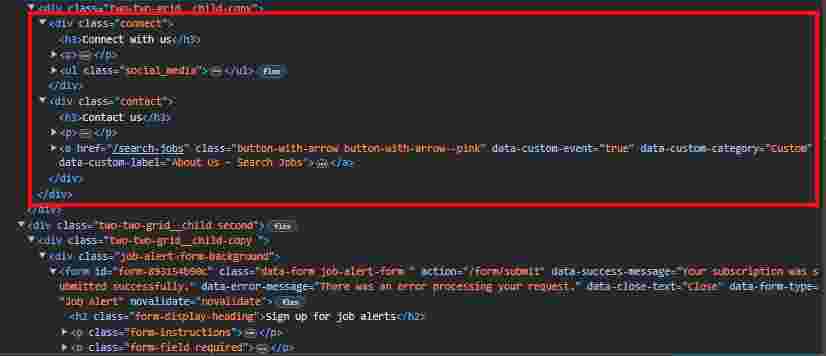 <div class="two-two-grid__child-copy">
<div class="connect">
<h3>Connect with us</h3>
<p>…</p>
<ul class="social_media">…</ul> flex
</div>
<div class="contact">
<h3>Contact us</h3>
<p>…</p>
<a href="/search-jobs" class="button-with-arrow button-with-arrow--pink" data-custom-event="true" data-custom-category="Custom"
data-custom-label="About Us - Search Jobs">…</a>
</div>
</div>
</div>
<div class="two-two-grid__child second"> flex
<div class="two-two-grid__child-copy ">
<div class="job-alert-form-background">
<form id="form-893154b90c" class="data-form job-alert-form " action="/form/submit" data-success-message="Your subscription was s
ubmitted successfully." data-error-message="There was an error processing your request." data-close-text="Close" data-form-type=
"Job Alert" novalidate="novalidate"> flex
<h2 class="form-display-heading">Sign up for job alerts</h2>
<p class="form-instructions">…</p>
<p class="form-field required">…</p>